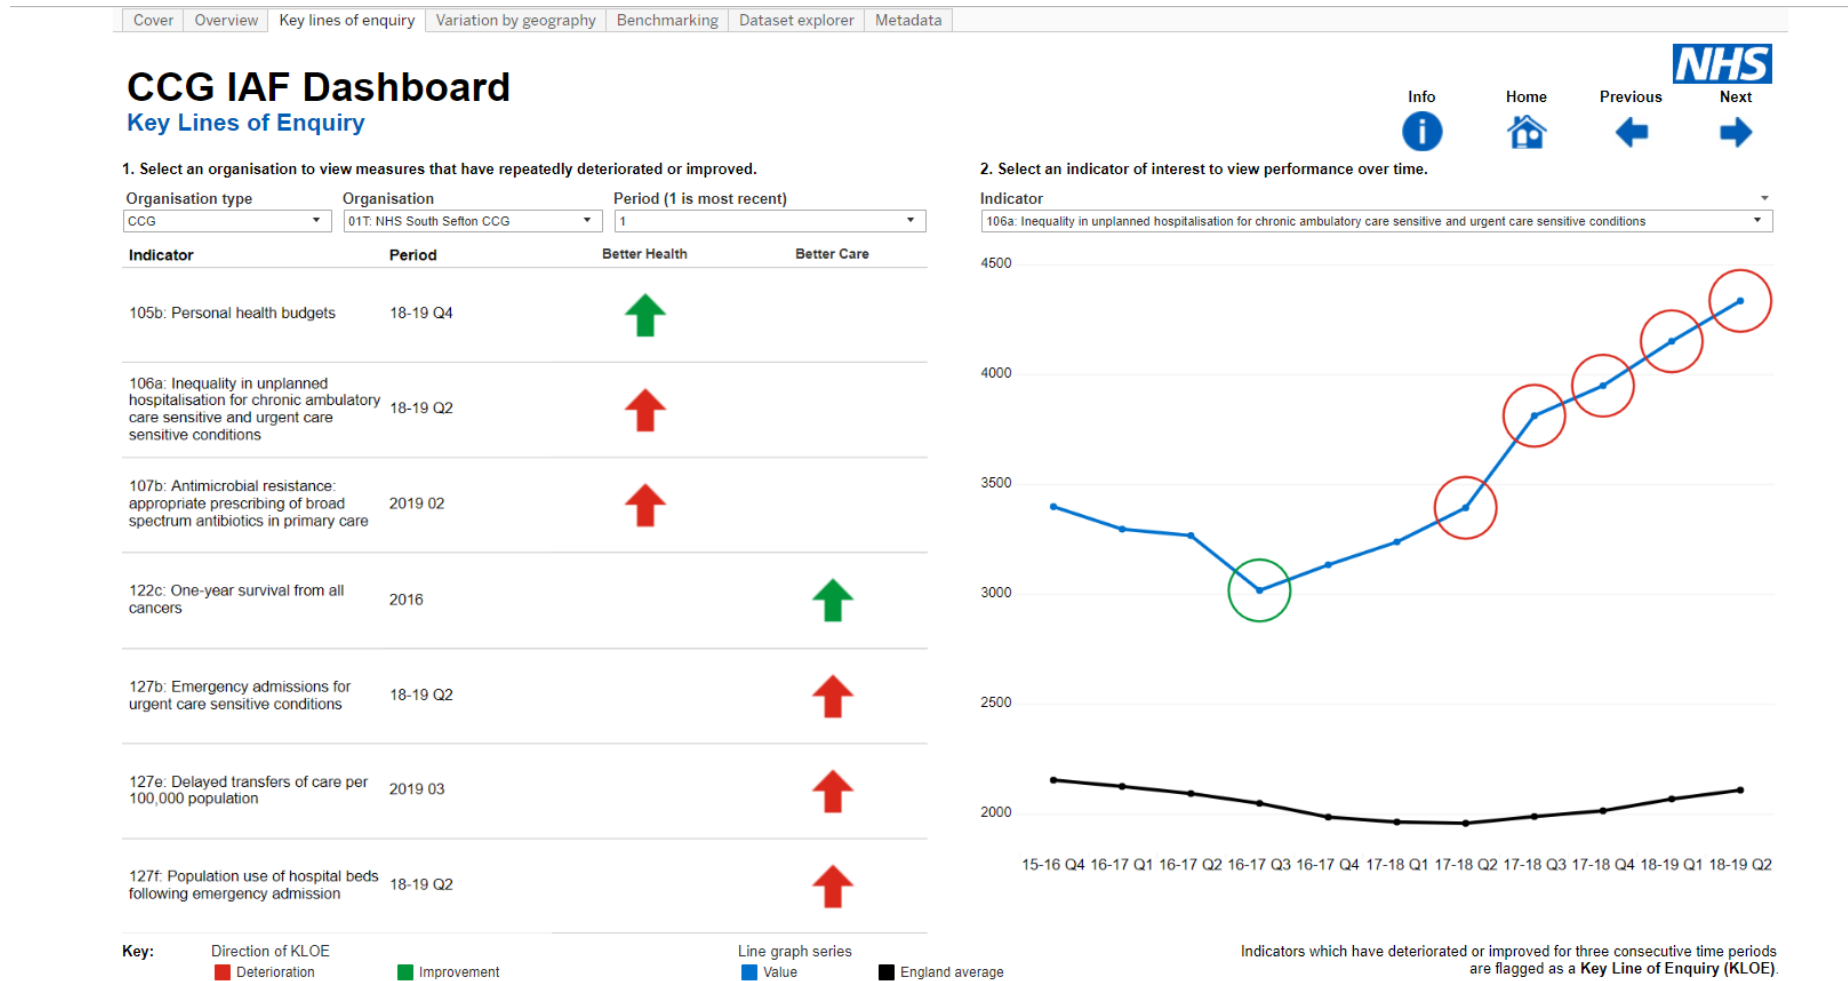 Cover Overview Key lines of enquiry Variation by geography Benchmarking Dataset explorer Metadata
NHS
CCG IAF Dashboard
Key Lines of Enquiry
Info Home Previous Next
1. Select an organisation to view measures that have repeatedly deteriorated or improved.
Organisation type Organisation Period (1 is most recent)
CCG 01T: NHS South Sefton CCG 1
Indicator Period Better Health Better Care
105b: Personal health budgets 18-19 Q4
106a: Inequality in unplanned
hospitalisation for chronic ambulatory
care sensitive and urgent care
sensitive conditions
18-19 Q2
107b: Antimicrobial resistance:
appropriate prescribing of broad
spectrum antibiotics in primary care
2019 02
122c: One-year survival from all
cancers
2016
127b: Emergency admissions for
urgent care sensitive conditions
18-19 Q2
127e: Delayed transfers of care per
100,000 population
2019 03
127f: Population use of hospital beds
following emergency admission
18-19 Q2
2. Select an indicator of interest to view performance over time.
Indicator
106a: Inequality in unplanned hospitalisation for chronic ambulatory care sensitive and urgent care sensitive conditions
4500
4000
3500
3000
2500
2000
15-16 Q4 16-17 Q1 16-17 Q2 16-17 Q3 16-17 Q4 17-18 Q1 17-18 Q2 17-18 Q3 17-18 Q4 18-19 Q1 18-19 Q2
Key: Direction of KLOE Line graph series
Deterioration Improvement Value England average
Indicators which have deteriorated or improved for three consecutive time periods
are flagged as a Key Line of Enquiry (KLOE).